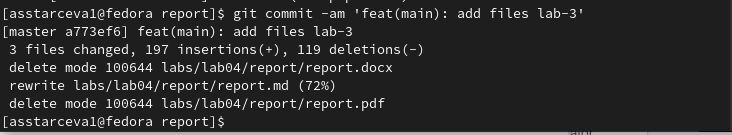 [asstarceva1@fedora report]$ git commit -am 'feat(main): add files lab-3'
[master a773ef6] feat(main): add files lab-3
 3 files changed, 197 insertions(+), 119 deletions(-)
 delete mode 100644 labs/lab04/report/report.docx
 rewrite labs/lab04/report/report.md (72%)
 delete mode 100644 labs/lab04/report/report.pdf
[asstarceva1@fedora report]$